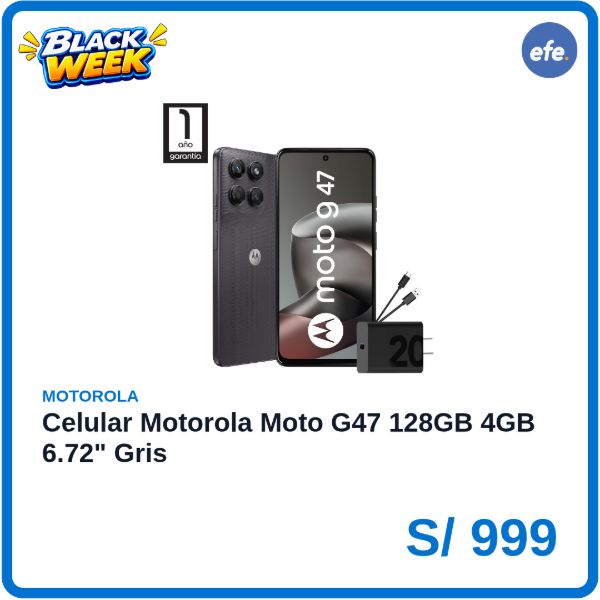 BLACK
WEEK
efe.
1
año
garantía
moto g47
20
MOTOROLA
Celular Motorola Moto G47 128GB 4GB
6.72" Gris
S/ 999